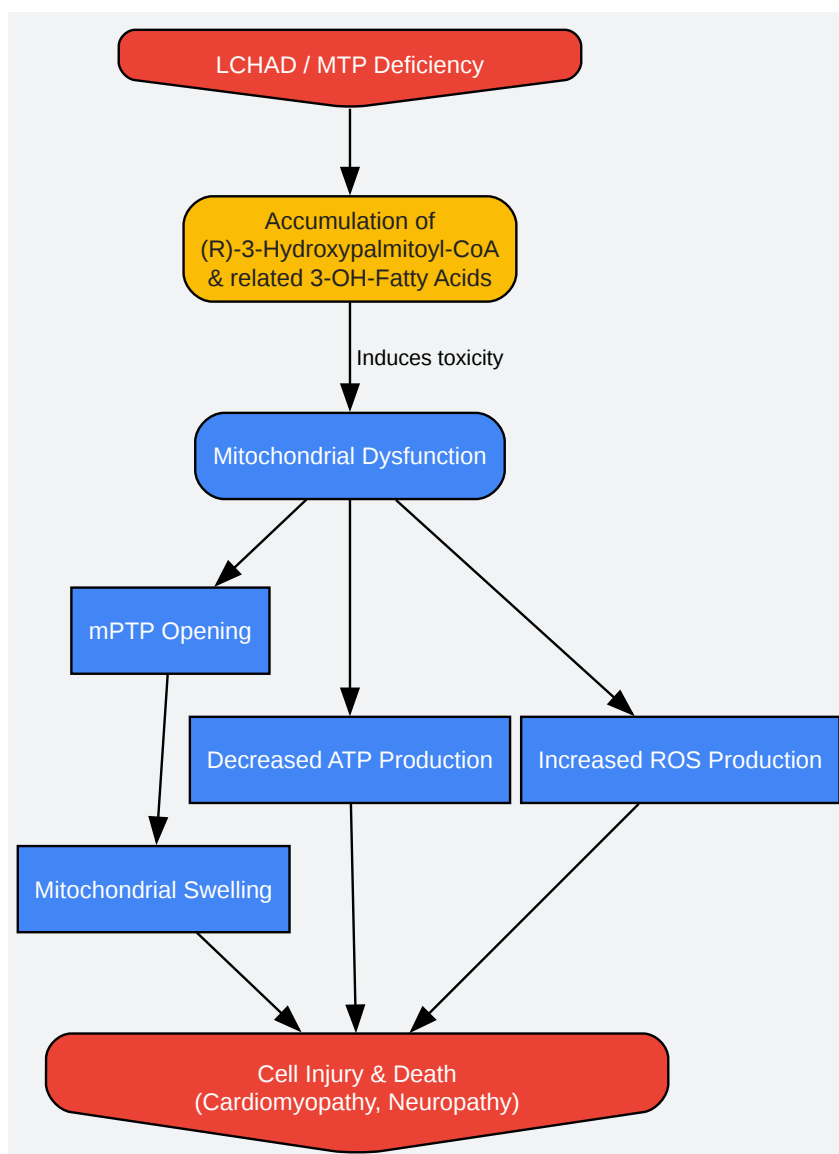 LCHAD / MTP Deficiency
Accumulation of
(R)-3-Hydroxypalmitoyl-CoA
& related 3-OH-Fatty Acids
Induces toxicity
Mitochondrial Dysfunction
mPTP Opening
Decreased ATP Production
Increased ROS Production
Mitochondrial Swelling
Cell Injury & Death
(Cardiomyopathy, Neuropathy)